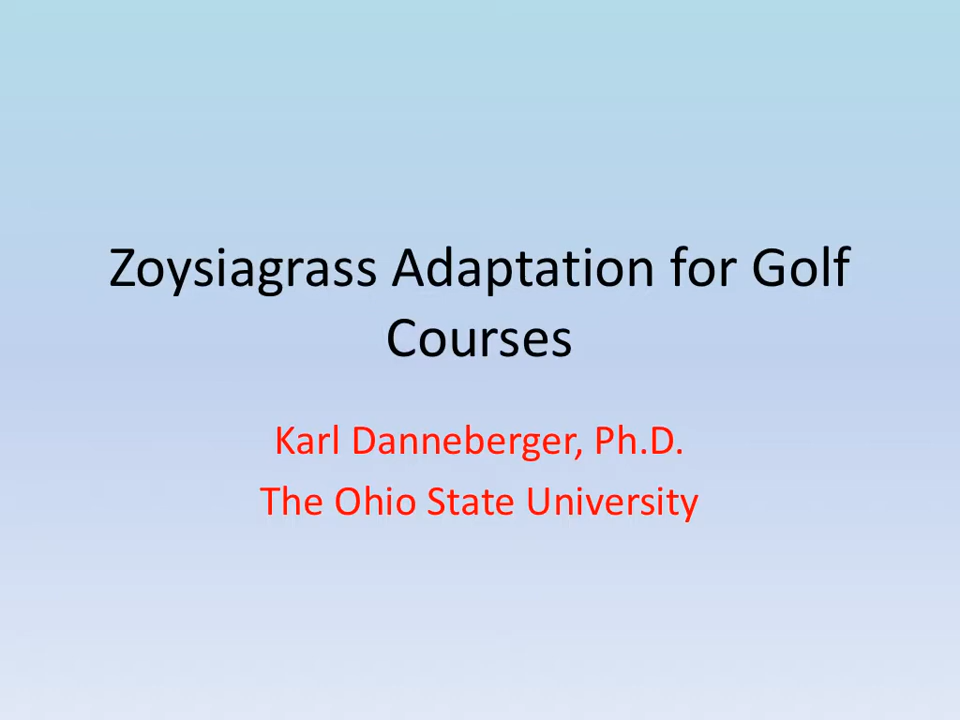 Zoysiagrass Adaptation for Golf
Courses
Karl Danneberger, Ph.D.
The Ohio State University